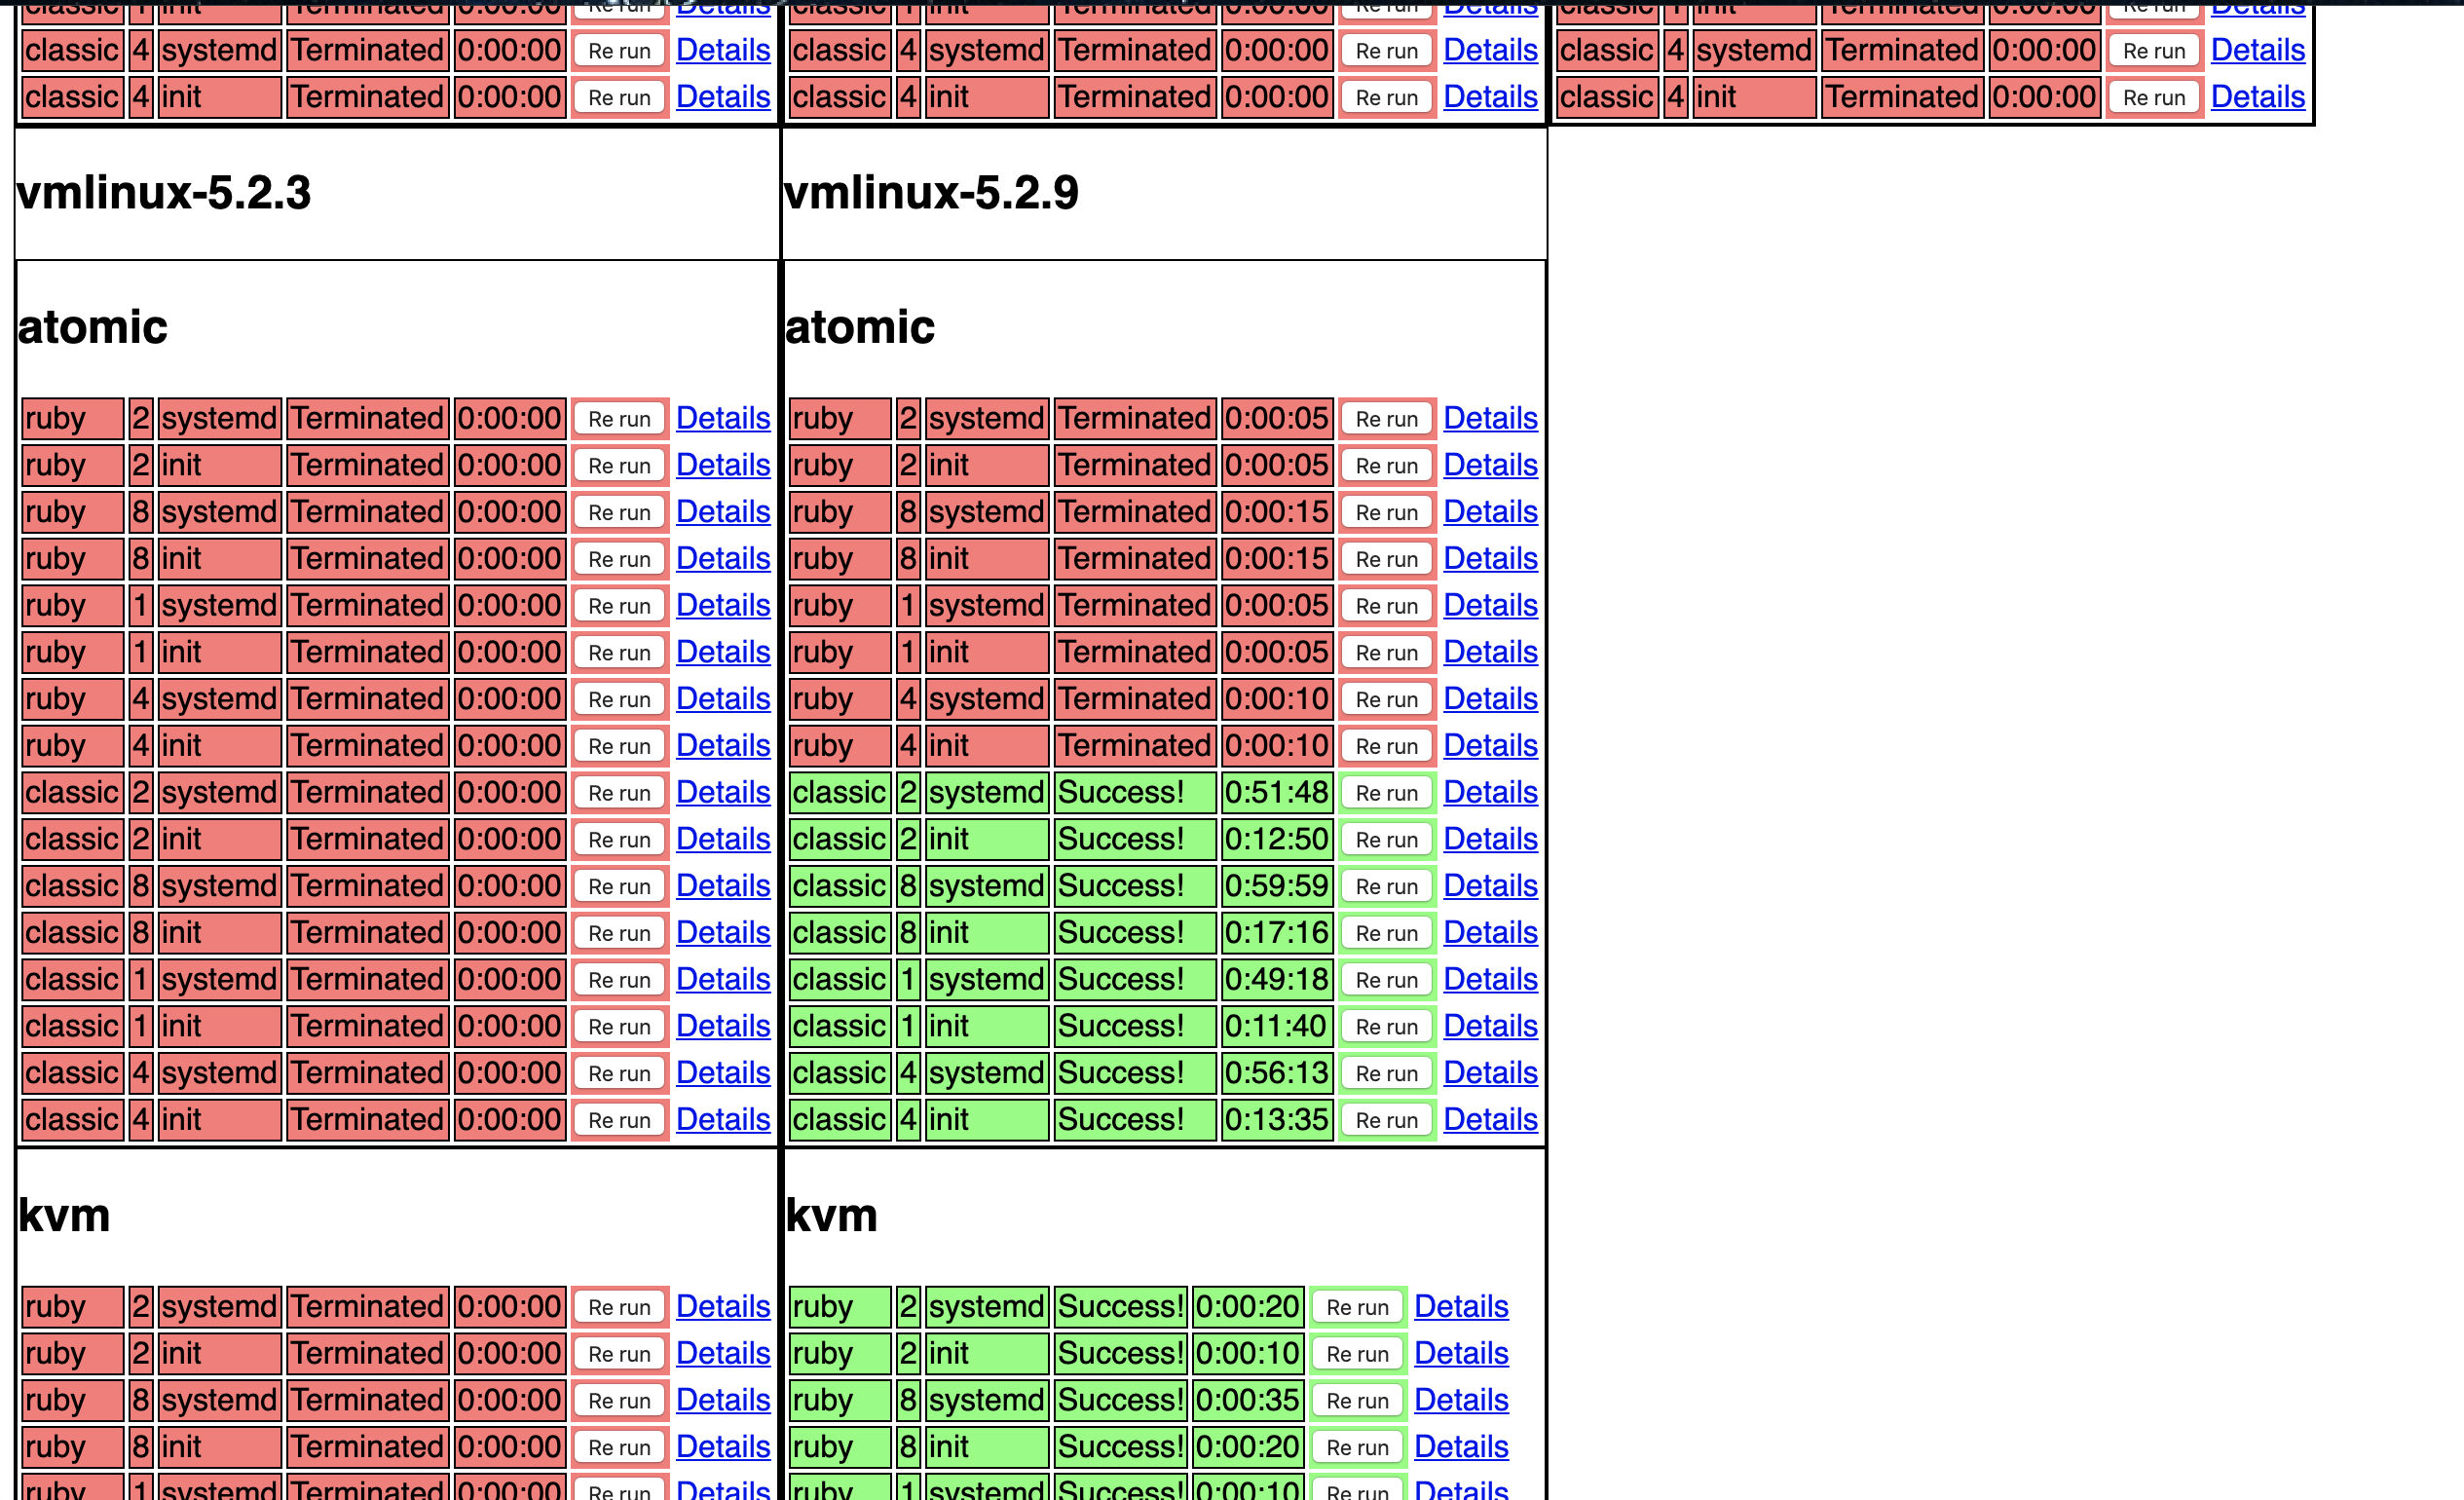 classic 1 init Terminated 0:00:00 Re run Details classic 1 init Terminated 0:00:00 Re run Details classic 1 init Terminated 0:00:00 Re run Details
classic 4 systemd Terminated 0:00:00 Re run Details classic 4 systemd Terminated 0:00:00 Re run Details classic 4 systemd Terminated 0:00:00 Re run Details
classic 4 init Terminated 0:00:00 Re run Details classic 4 init Terminated 0:00:00 Re run Details classic 4 init Terminated 0:00:00 Re run Details
vmlinux-5.2.3 vmlinux-5.2.9
atomic atomic
ruby 2 systemd Terminated 0:00:00 Re run Details ruby 2 systemd Terminated 0:00:05 Re run Details
ruby 2 init Terminated 0:00:00 Re run Details ruby 2 init Terminated 0:00:05 Re run Details
ruby 8 systemd Terminated 0:00:00 Re run Details ruby 8 systemd Terminated 0:00:15 Re run Details
ruby 8 init Terminated 0:00:00 Re run Details ruby 8 init Terminated 0:00:15 Re run Details
ruby 1 systemd Terminated 0:00:00 Re run Details ruby 1 systemd Terminated 0:00:05 Re run Details
ruby 1 init Terminated 0:00:00 Re run Details ruby 1 init Terminated 0:00:05 Re run Details
ruby 4 systemd Terminated 0:00:00 Re run Details ruby 4 systemd Terminated 0:00:10 Re run Details
ruby 4 init Terminated 0:00:00 Re run Details ruby 4 init Terminated 0:00:10 Re run Details
classic 2 systemd Terminated 0:00:00 Re run Details classic 2 systemd Success! 0:51:48 Re run Details
classic 2 init Terminated 0:00:00 Re run Details classic 2 init Success! 0:12:50 Re run Details
classic 8 systemd Terminated 0:00:00 Re run Details classic 8 systemd Success! 0:59:59 Re run Details
classic 8 init Terminated 0:00:00 Re run Details classic 8 init Success! 0:17:16 Re run Details
classic 1 systemd Terminated 0:00:00 Re run Details classic 1 systemd Success! 0:49:18 Re run Details
classic 1 init Terminated 0:00:00 Re run Details classic 1 init Success! 0:11:40 Re run Details
classic 4 systemd Terminated 0:00:00 Re run Details classic 4 systemd Success! 0:56:13 Re run Details
classic 4 init Terminated 0:00:00 Re run Details classic 4 init Success! 0:13:35 Re run Details
kvm kvm
ruby 2 systemd Terminated 0:00:00 Re run Details ruby 2 systemd Success! 0:00:20 Re run Details
ruby 2 init Terminated 0:00:00 Re run Details ruby 2 init Success! 0:00:10 Re run Details
ruby 8 systemd Terminated 0:00:00 Re run Details ruby 8 systemd Success! 0:00:35 Re run Details
ruby 8 init Terminated 0:00:00 Re run Details ruby 8 init Success! 0:00:20 Re run Details
ruby 1 systemd Terminated 0:00:00 Re run Details ruby 1 systemd Success! 0:00:10 Re run Details